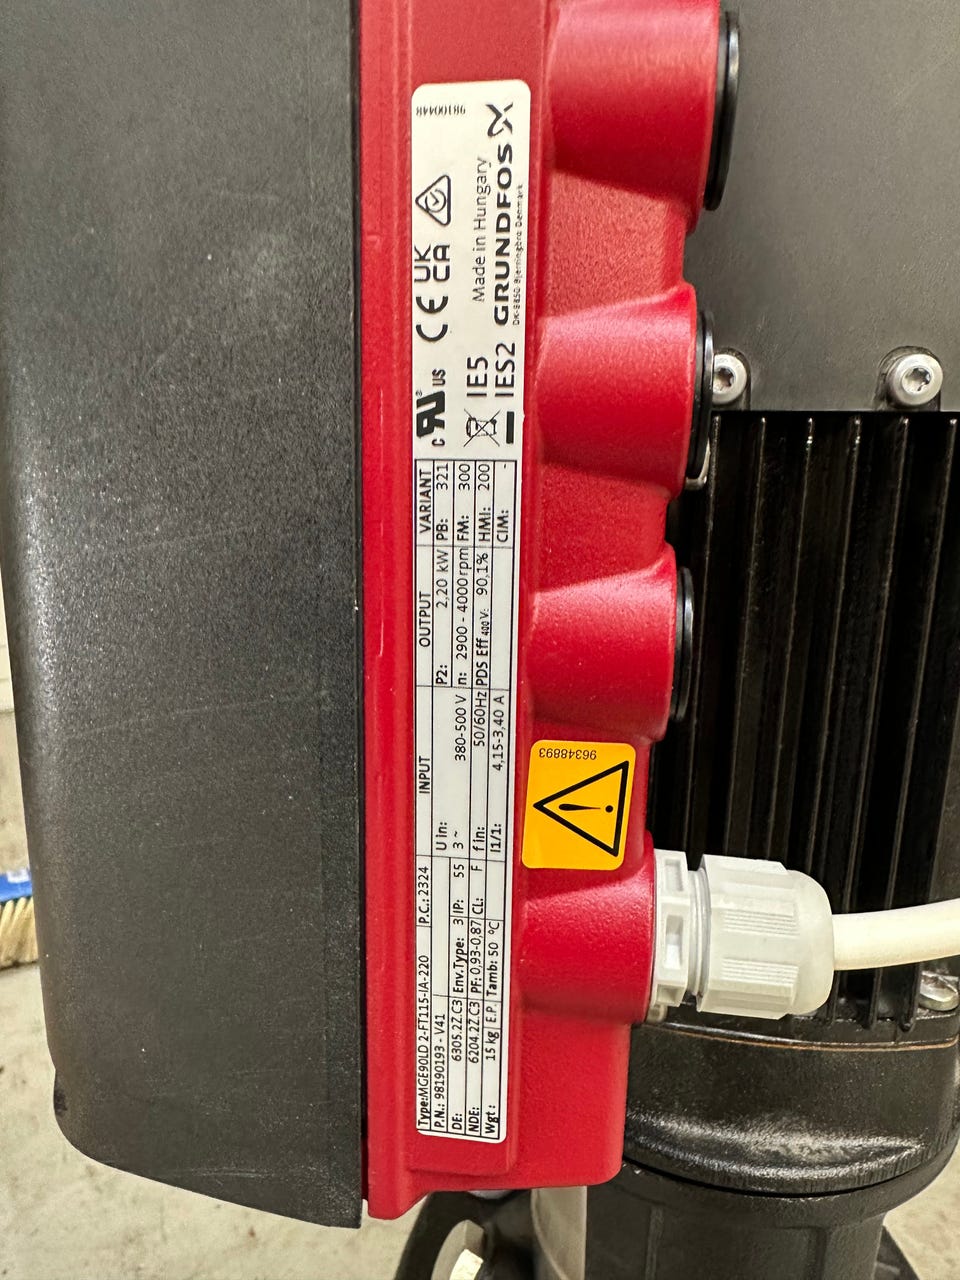 Type:MGE90LD 2-FT115-IA-220 P.C.: 2324 INPUT OUTPUT VARIANT
P.N.: 98190193 - V41 U in: P2: 2,20 kW PB: 321
DE: 6305.2Z.C3 Env.Type: 3 IP: 55 3 ~ 380-500 V n: 2900 - 4000 rpm FM: 300
NDE: 6204.2Z.C3 PF: 0,93-0,87 CL: F f in: 50/60Hz PDS Eff 400 V: 90,1% HMI: 200
Wgt : 15 kg E.P. Tamb: 50 °C I1/1: 4,15-3,40 A CIM: -
c UR ® US CE UK CA
98100448
IE5
IES2
Made in Hungary
GRUNDFOS
DK-8850 Bjerringbro Denmark
96348893